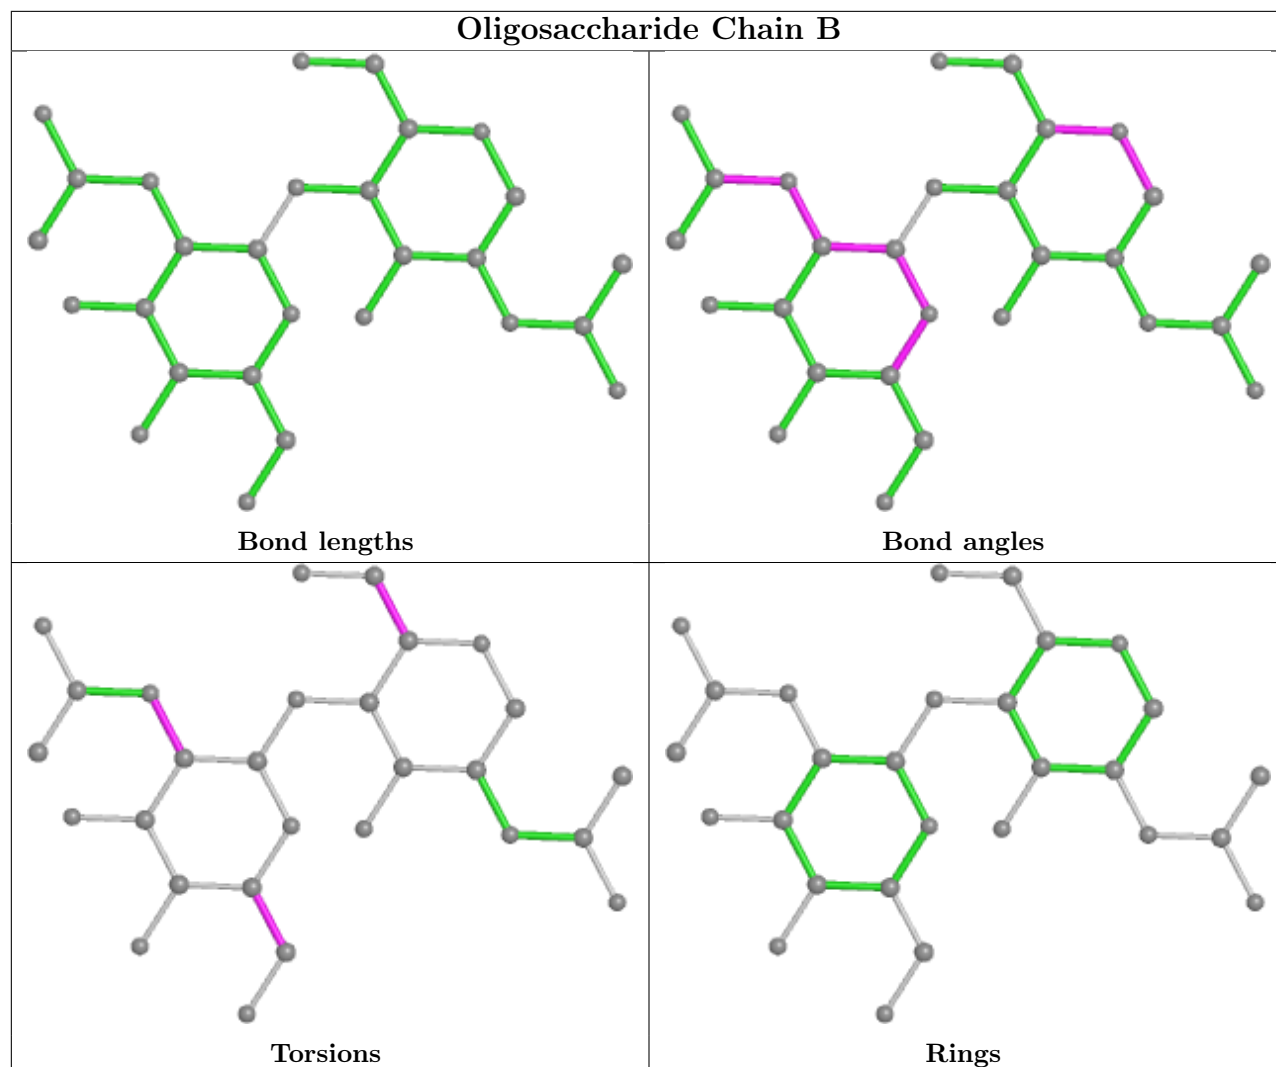 Oligosaccharide Chain B
Bond lengths
Bond angles
Torsions
Rings